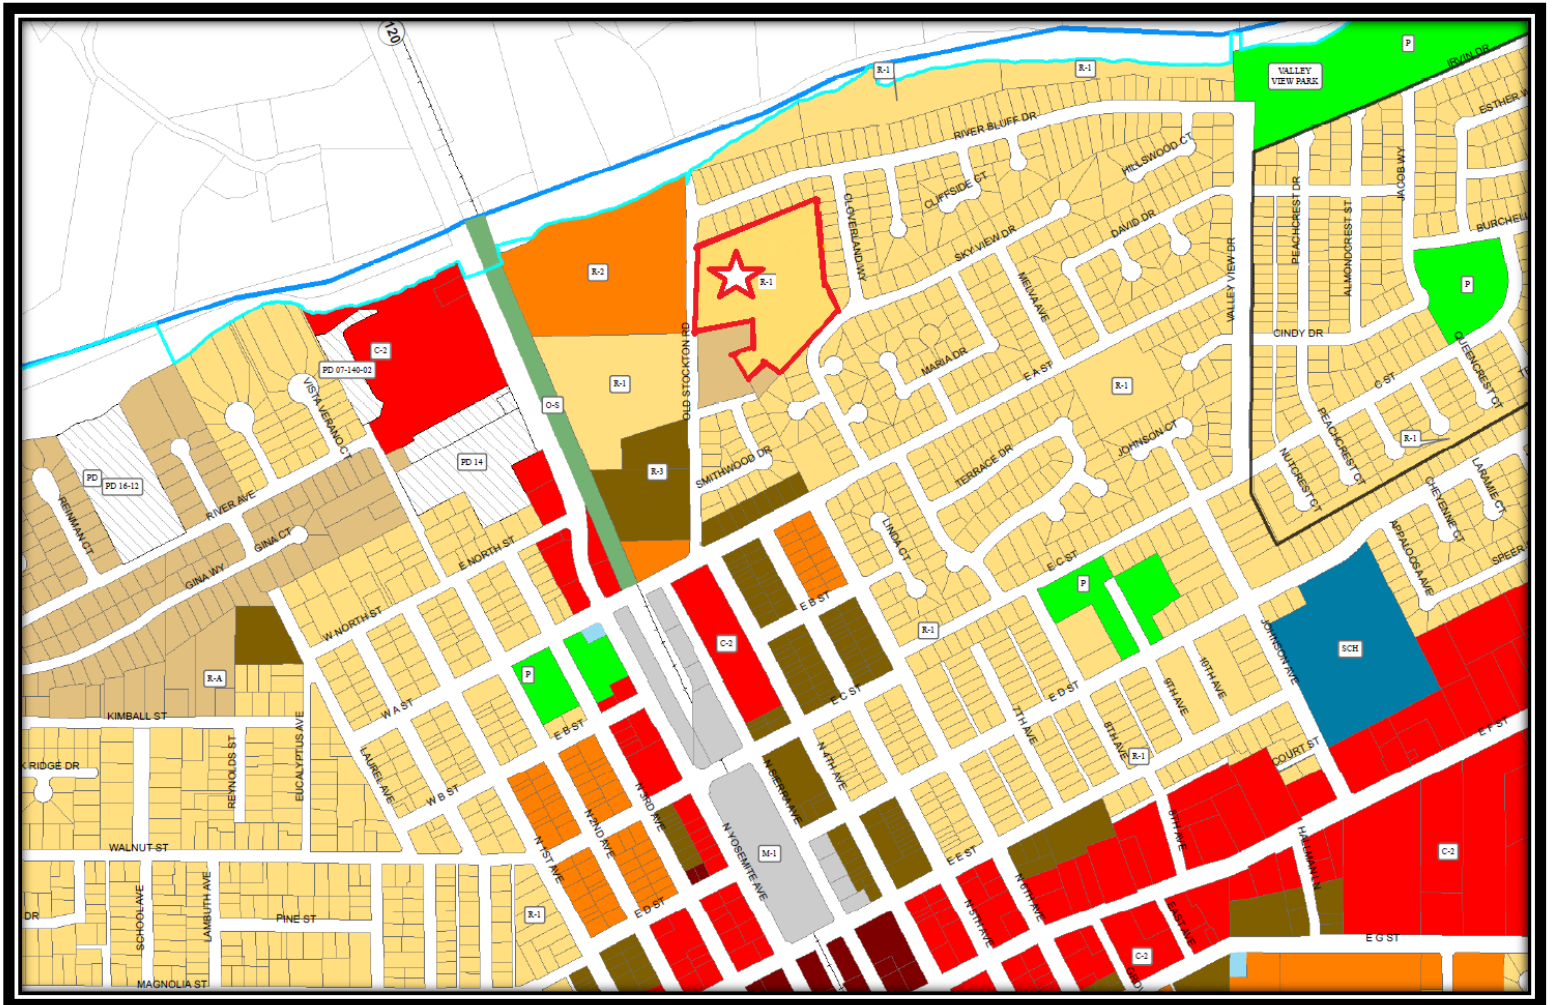 120
P
IRVIN DR
R-1
R-1
VALLEY
VIEW PARK
RIVER BLUFF DR
HILLSWOOD CT
CLIFFSIDE CT
CLOVERLAND WY
SKY VIEW DR
DAVID DR
VALLEY VIEW DR
PEACHCREST DR
ALMONDCREST ST
JACOB WY
R-2
R-1
P
MELVA AVE
CINDY DR
QUEENCREST CT
C-2
PD 07-140-02
R-1
OLD STOCKTON RD
MARIA DR
E A ST
R-1
C ST
VISTA VERANO CT
O-S
PEACHCREST CT
R-1
JOHNSON CT
SMITHWOOD DR
TERRACE DR
NUTCREST CT
LARAMIE CT
CHEYENNE CT
PD
PD 16-12
PD 14
R-3
REINMAN CT
RIVER AVE
GINA CT
GINA WY
E NORTH ST
LINDA CT
APPALOOSA AVE
E C ST
P
E B ST
W NORTH ST
R-1
C-2
JOHNSON AVE
SCH
R-A
P
W A ST
E B ST
E C ST
E D ST
10TH AVE
9TH AVE
8TH AVE
7TH AVE
KIMBALL ST
REYNOLDS ST
EUCALYPTUS AVE
LAUREL AVE
W B ST
N 4TH AVE
N SIERRA AVE
R-1
COURT ST
E F ST
N 1ST AVE
N 2ND AVE
N 3RD AVE
N YOSEMITE AVE
M-1
E E ST
HALLMAN LN
C-2
WALNUT ST
SCHOOL AVE
LAMBUTH AVE
PINE ST
R-1
E D ST
N 5TH AVE
N 6TH AVE
EAST AVE
C-2
E G ST
DR
MAGNOLIA ST